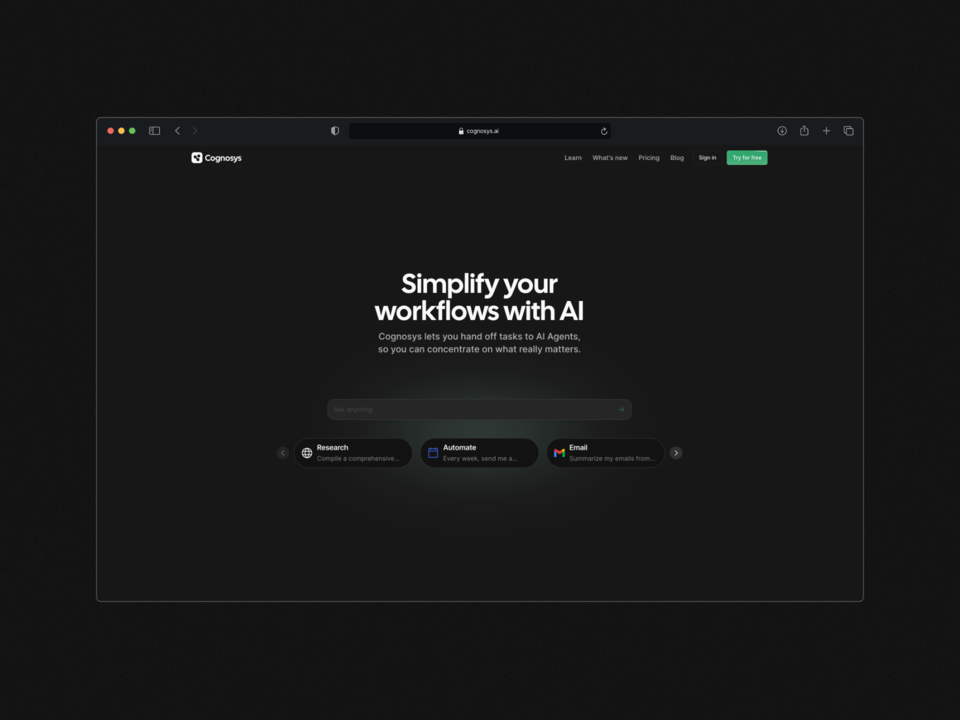 cognosys.ai
Cognosys
Learn
What's new
Pricing
Blog
Sign in
Try for free
Simplify your
workflows with AI
Cognosys lets you hand off tasks to AI Agents,
so you can concentrate on what really matters.
Ask anything
Research
Compile a comprehensive...
Automate
Every week, send me a...
Email
Summarize my emails from...